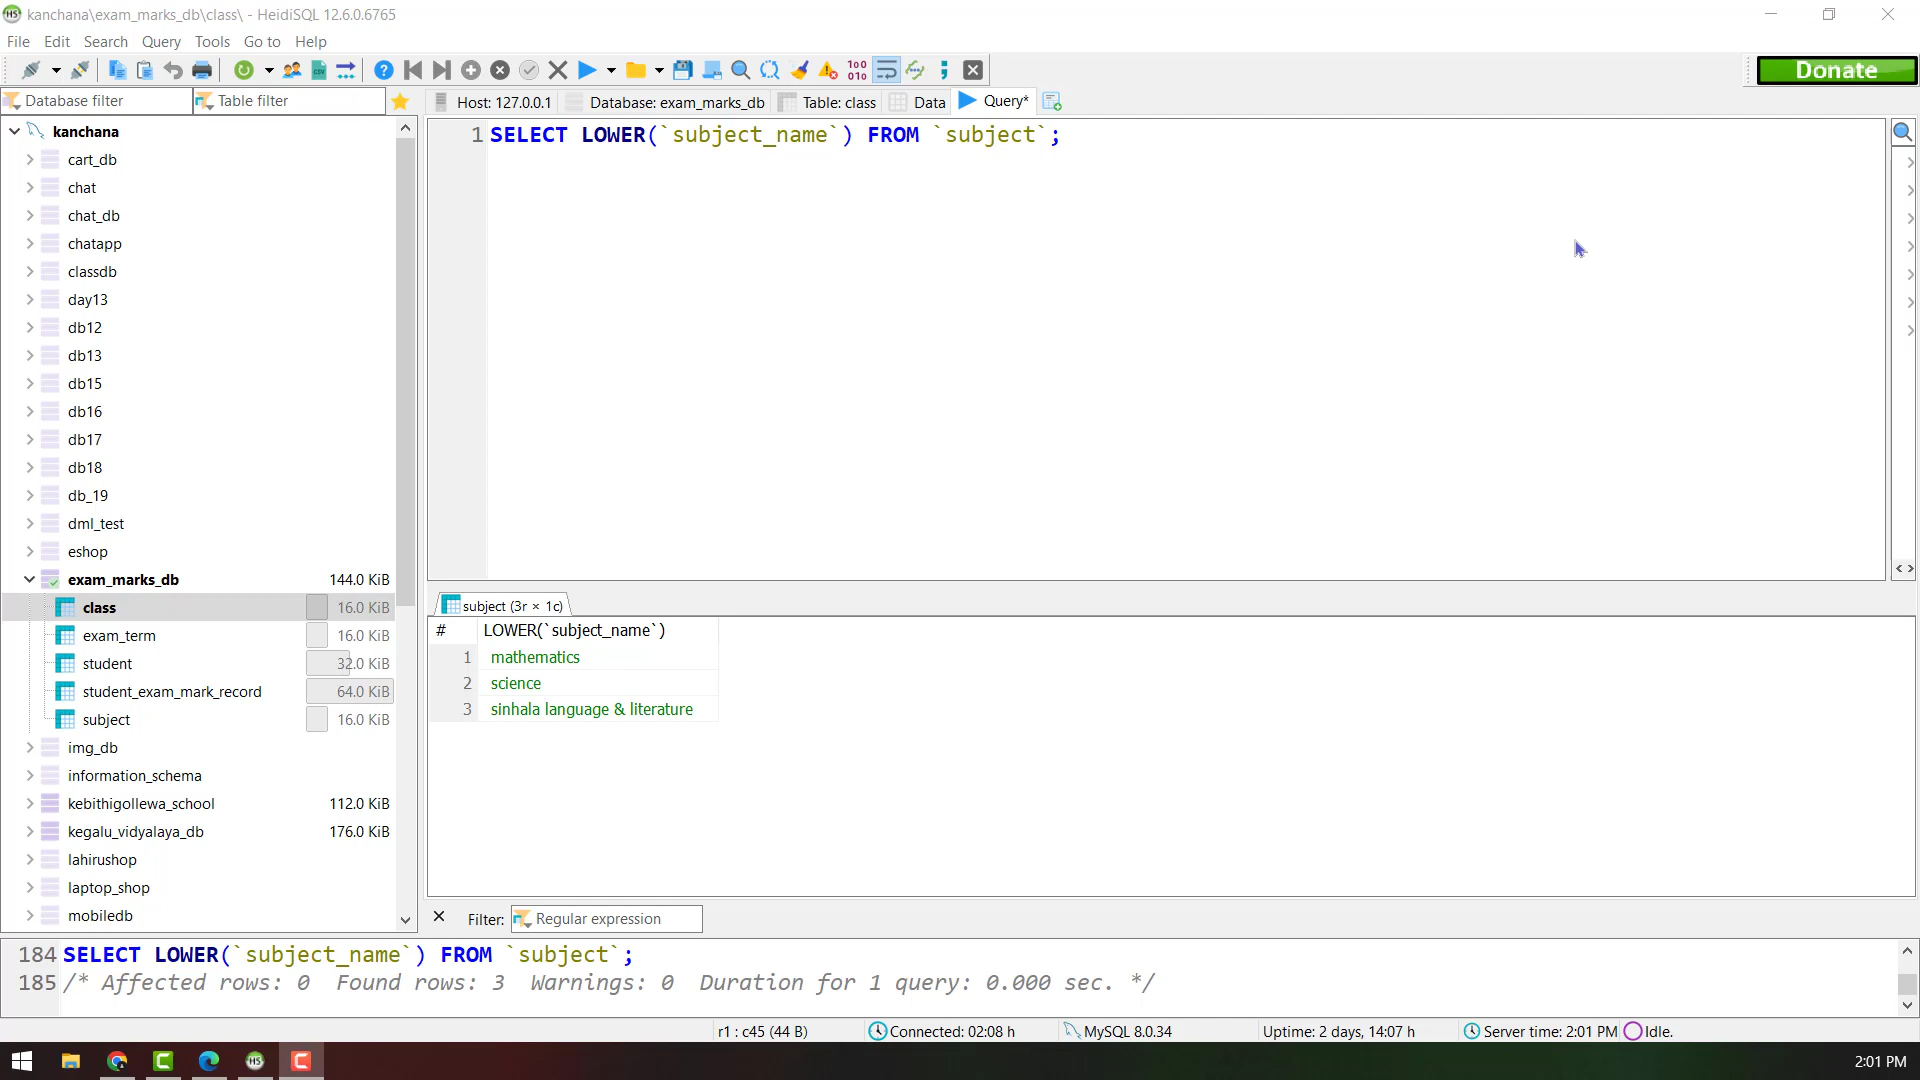 kanchana\exam_marks_db\class\ - HeidiSQL 12.6.0.6765
File Edit Search Query Tools Go to Help
Donate
Database filter Table filter Host: 127.0.0.1 Database: exam_marks_db Table: class Data Query*
kanchana
cart_db
chat
chat_db
chatapp
classdb
day13
db12
db13
db15
db16
db17
db18
db_19
dml_test
eshop
exam_marks_db 144.0 KiB
class 16.0 KiB
exam_term 16.0 KiB
student 32.0 KiB
student_exam_mark_record 64.0 KiB
subject 16.0 KiB
img_db
information_schema
kebithigollewa_school 112.0 KiB
kegalu_vidyalaya_db 176.0 KiB
lahirushop
laptop_shop
mobiledb
1 SELECT LOWER(`subject_name`) FROM `subject`;
subject (3r × 1c)
# LOWER(`subject_name`)
1 mathematics
2 science
3 sinhala language & literature
Filter: Regular expression
184 SELECT LOWER(`subject_name`) FROM `subject`;
185 /* Affected rows: 0  Found rows: 3  Warnings: 0  Duration for 1 query: 0.000 sec. */
r1 : c45 (44 B) Connected: 02:08 h MySQL 8.0.34 Uptime: 2 days, 14:07 h Server time: 2:01 PM Idle.
2:01 PM